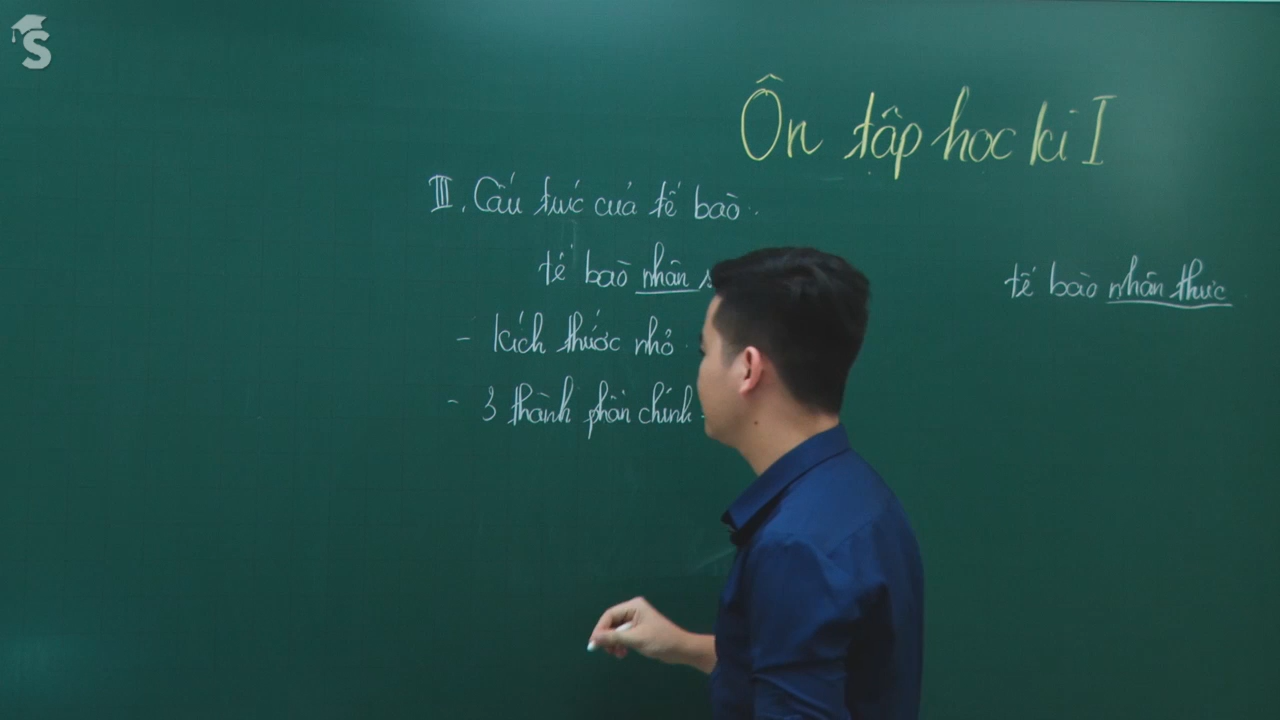 Ôn tập học kì I
III. Cấu trúc của tế bào.
tế bào nhân
tế bào nhân thực
- kích thước nhỏ
- 3 thành phần chính
S